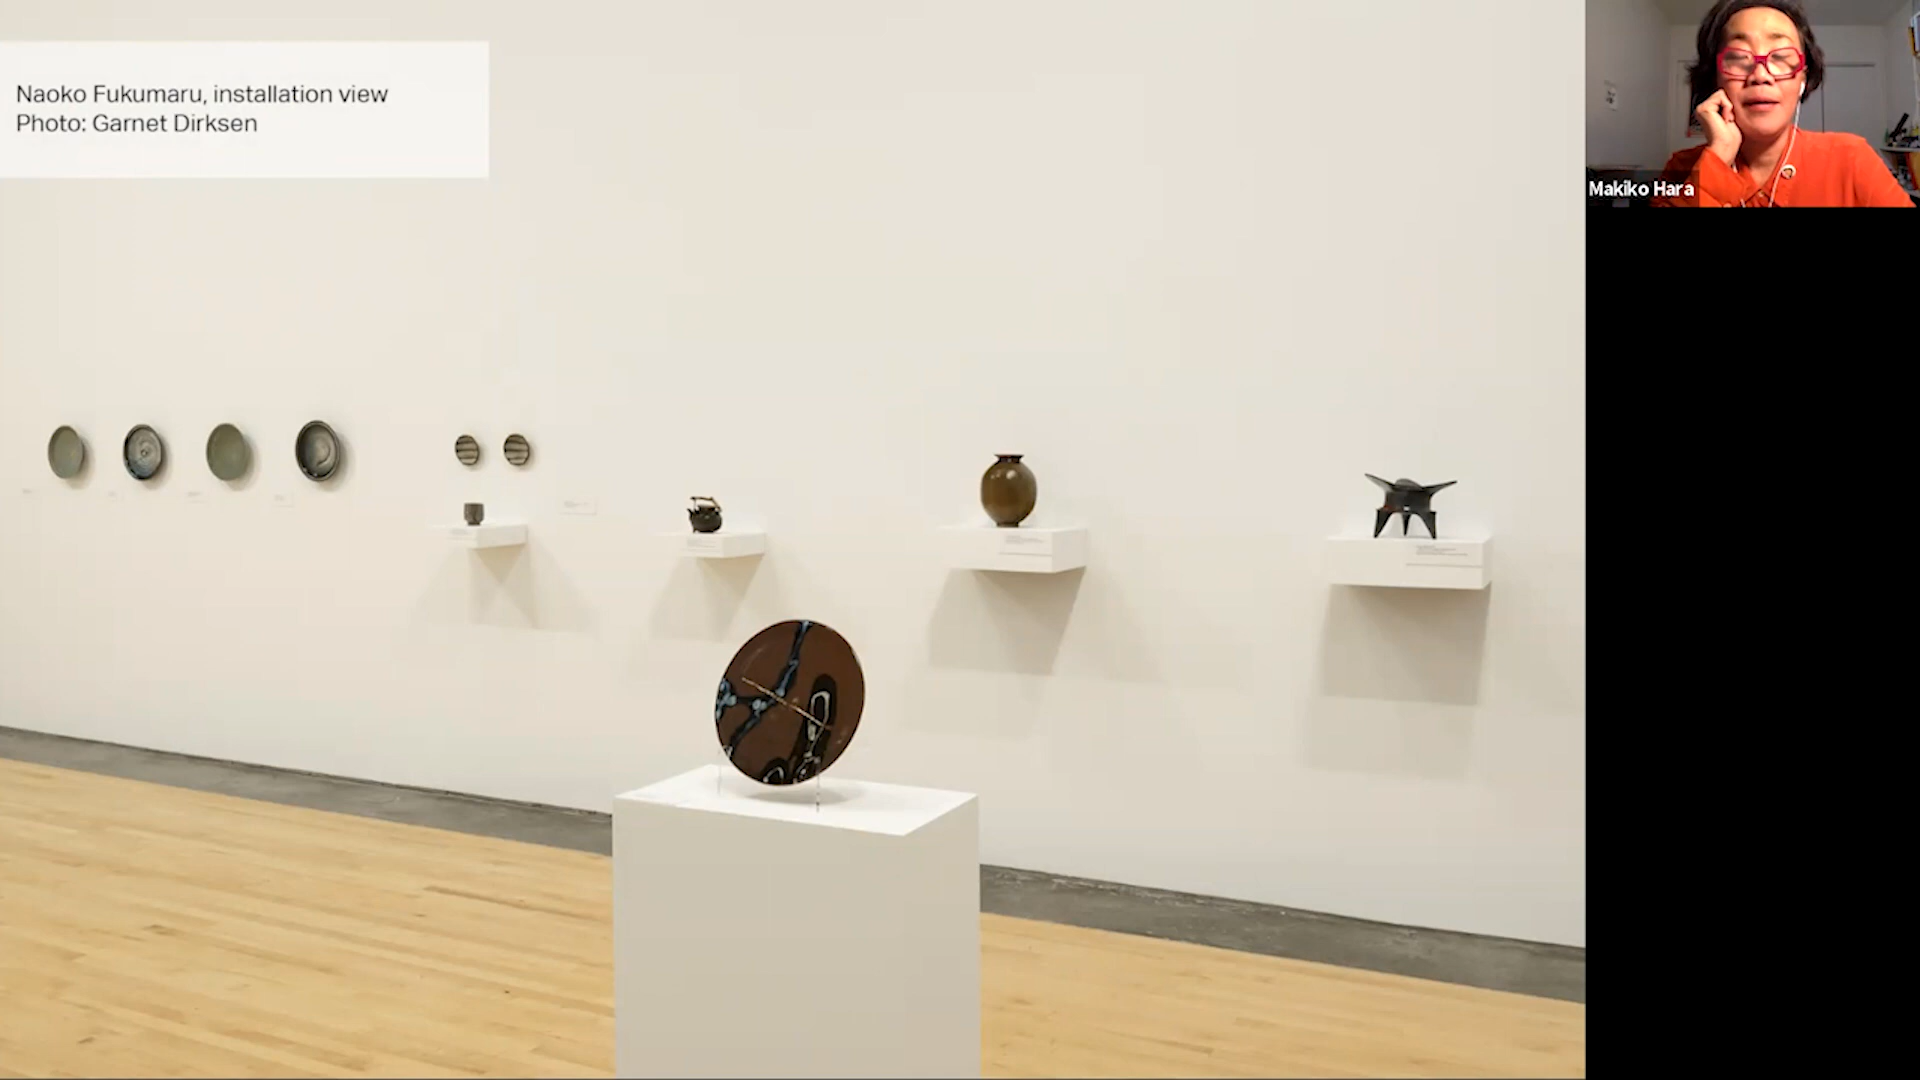 Naoko Fukumaru, installation view
Photo: Garnet Dirksen
Makiko Hara